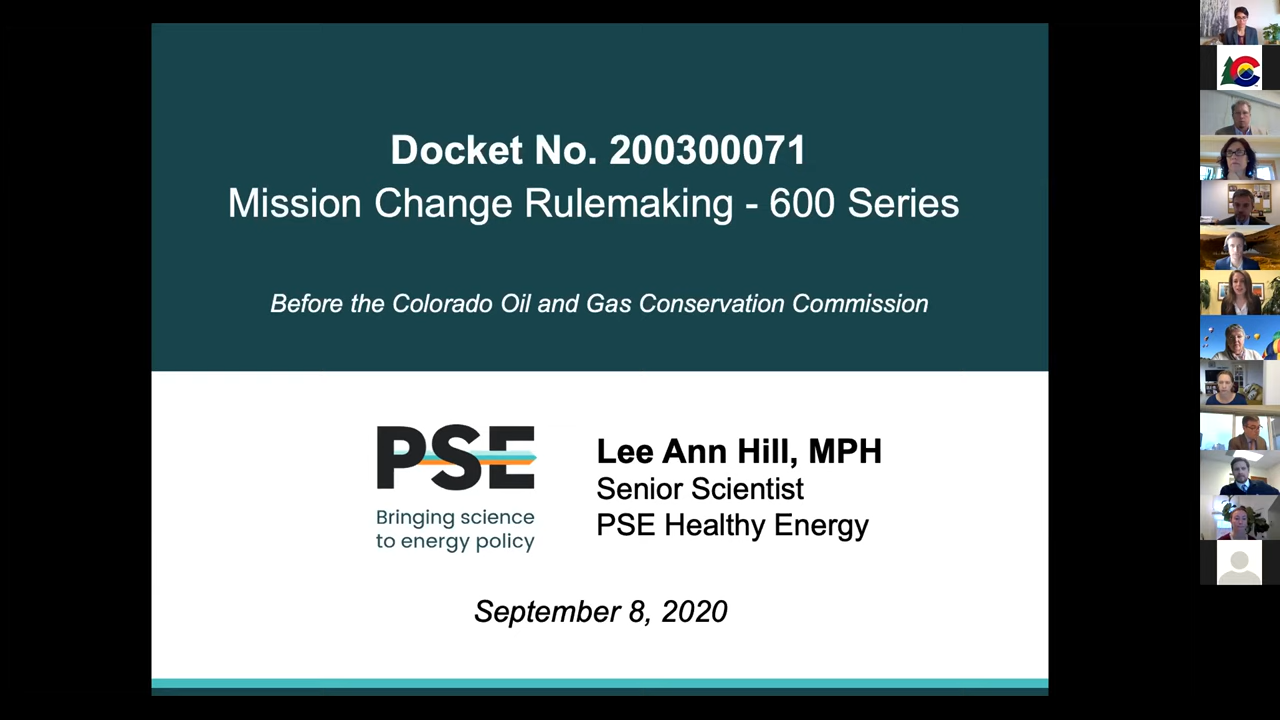 Docket No. 200300071
Mission Change Rulemaking - 600 Series
Before the Colorado Oil and Gas Conservation Commission
PSE
Bringing science
to energy policy
Lee Ann Hill, MPH
Senior Scientist
PSE Healthy Energy
September 8, 2020